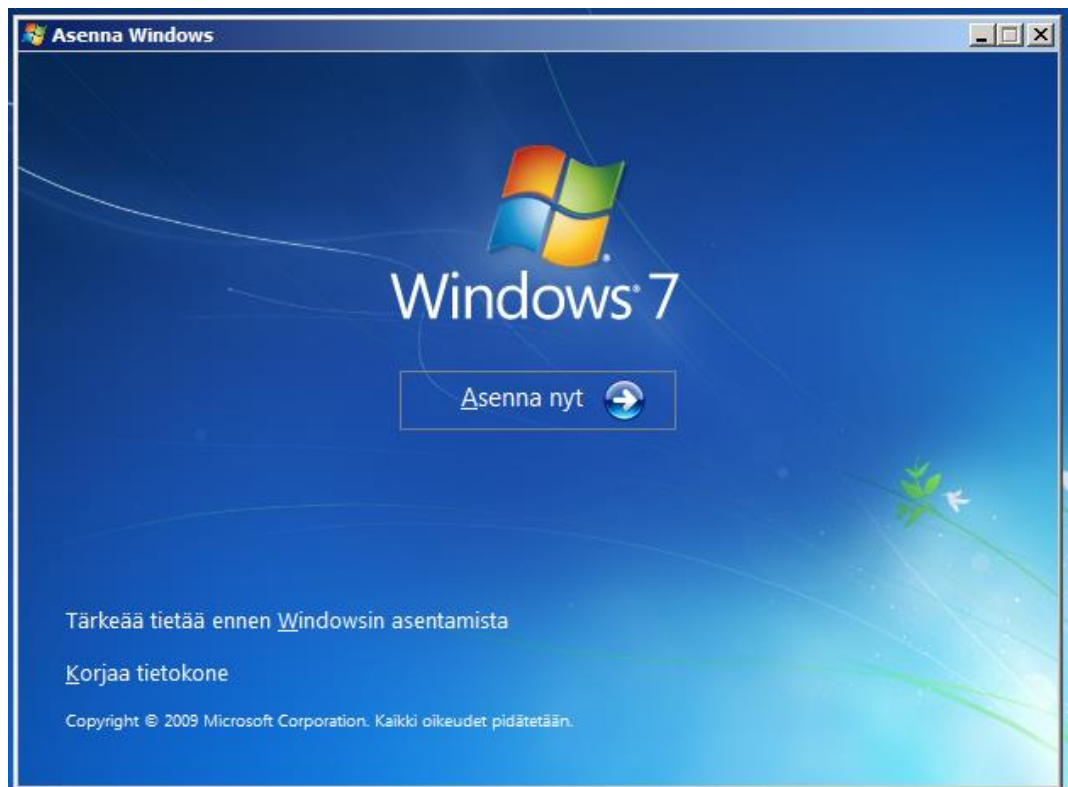 Asenna Windows
Windows® 7
Asenna nyt
Tärkeää tietää ennen Windowsin asentamista
Korjaa tietokone
Copyright © 2009 Microsoft Corporation. Kaikki oikeudet pidätetään.